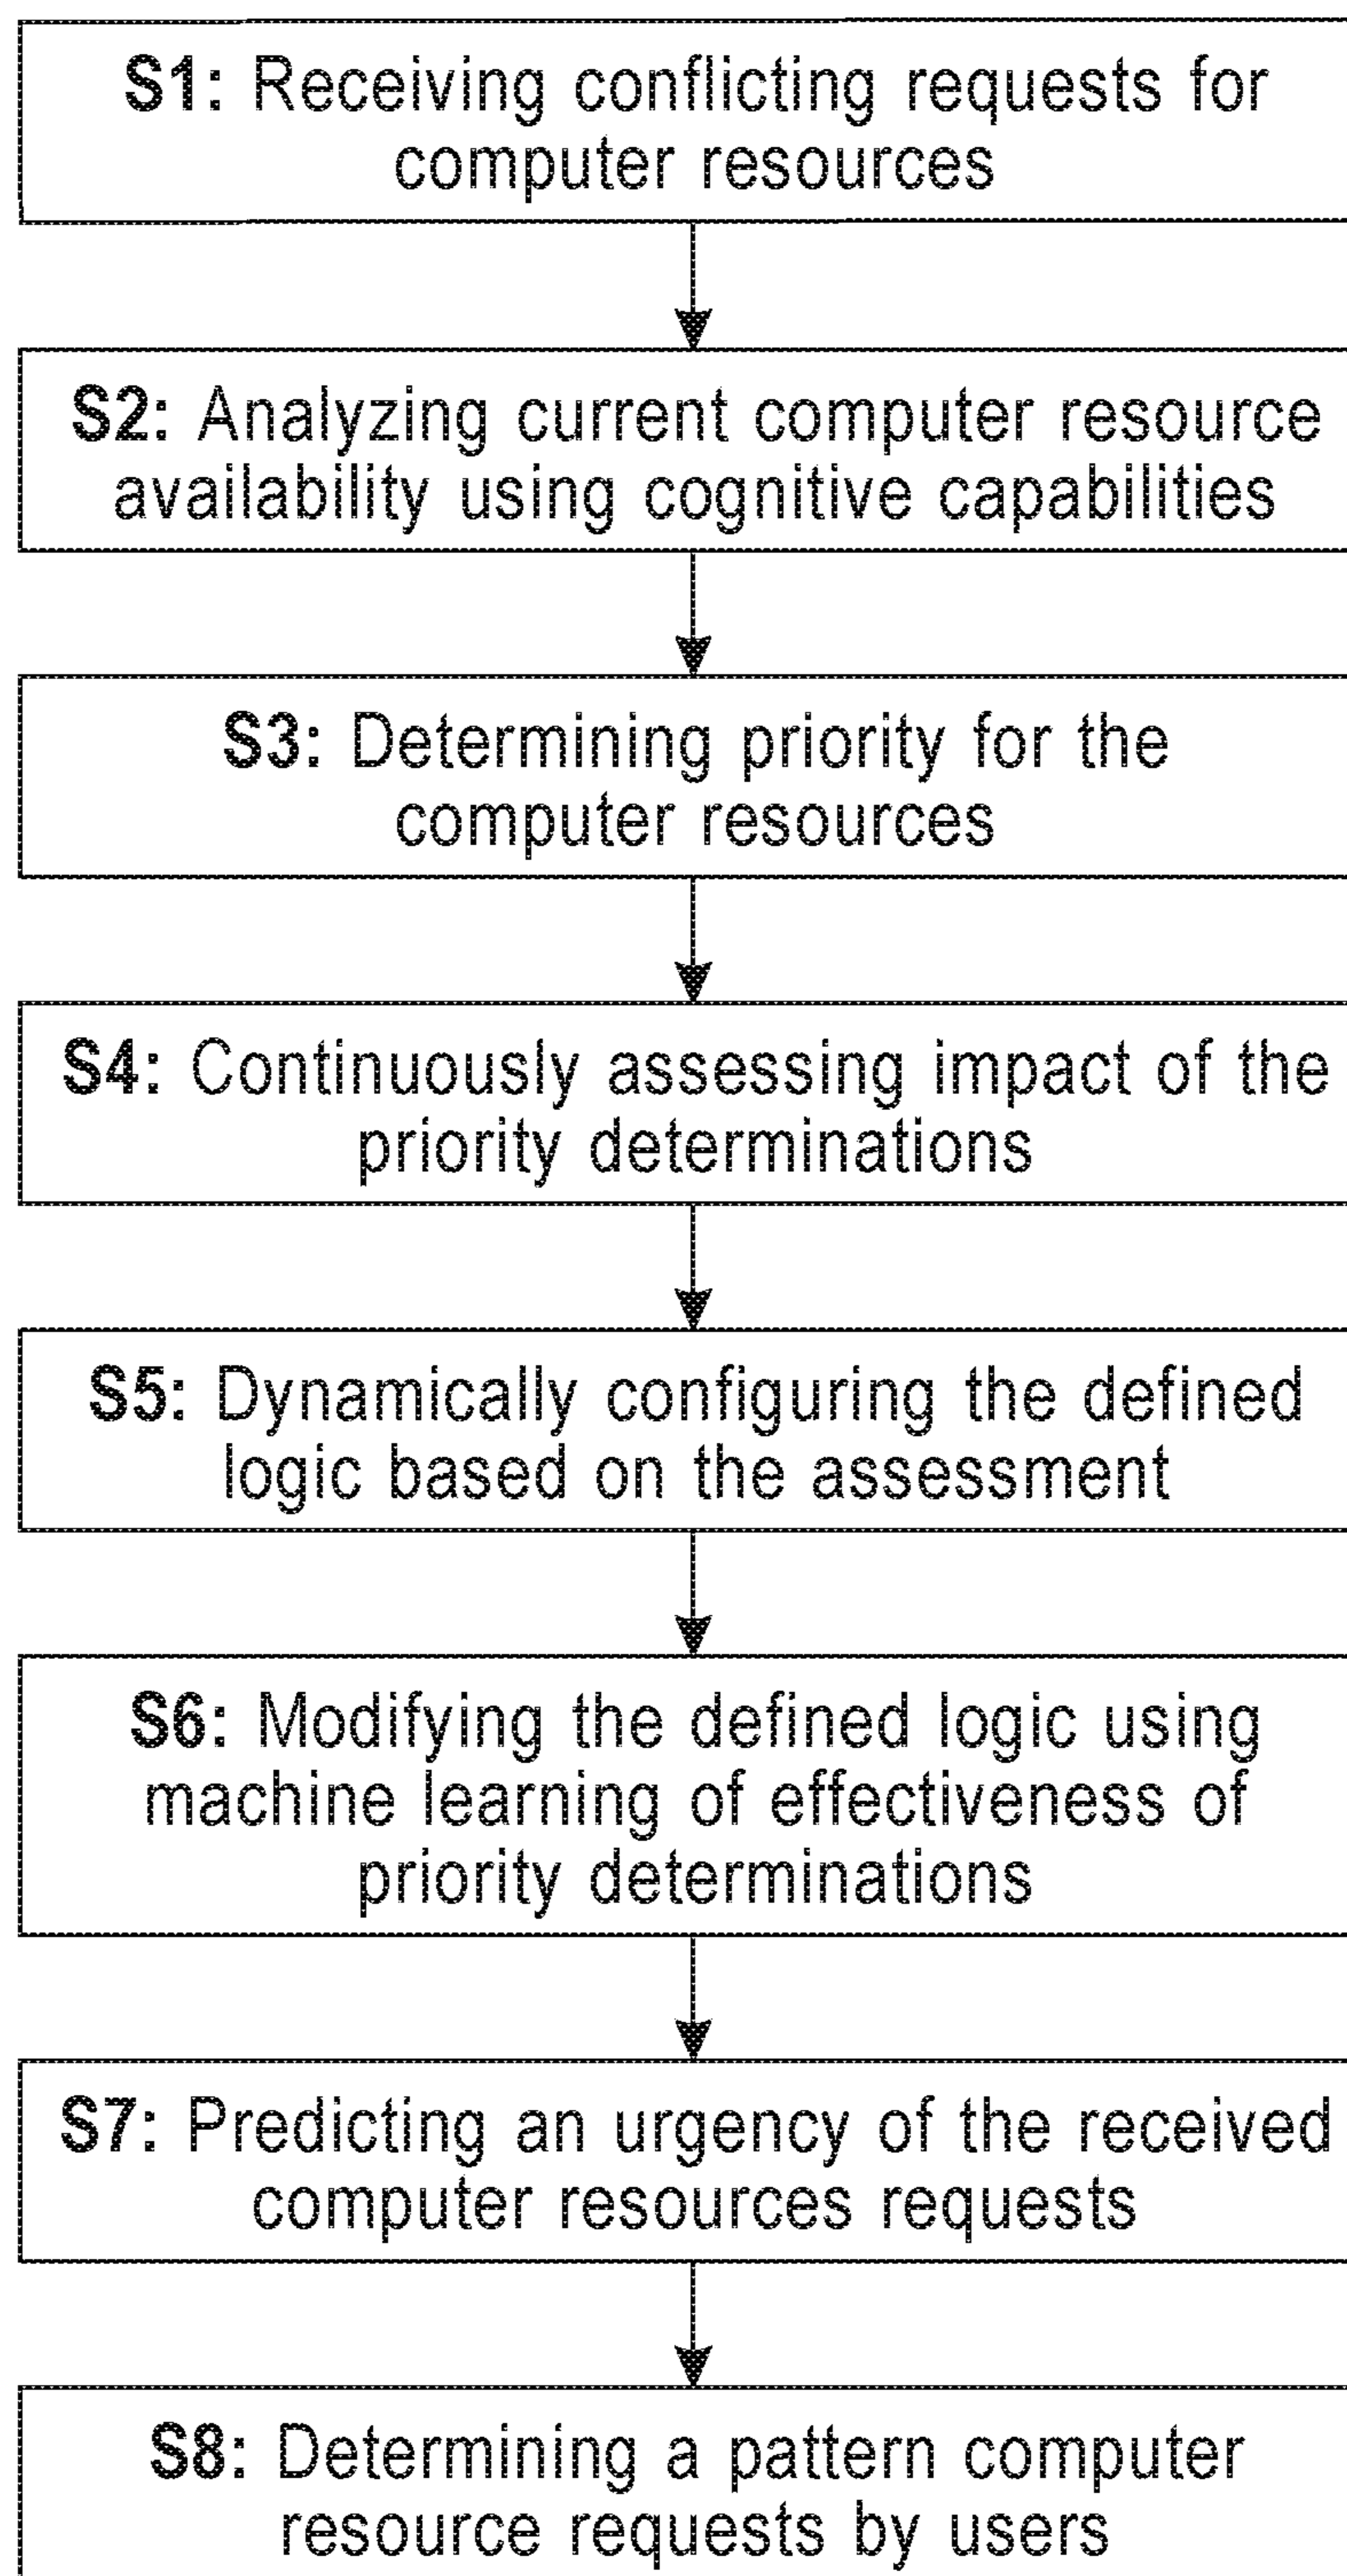 S1: Receiving conflicting requests for
computer resources
S2: Analyzing current computer resource
availability using cognitive capabilities
S3: Determining priority for the
computer resources
S4: Continuously assessing impact of the
priority determinations
S5: Dynamically configuring the defined
logic based on the assessment
S6: Modifying the defined logic using
machine learning of effectiveness of
priority determinations
S7: Predicting an urgency of the received
computer resources requests
S8: Determining a pattern computer
resource requests by users